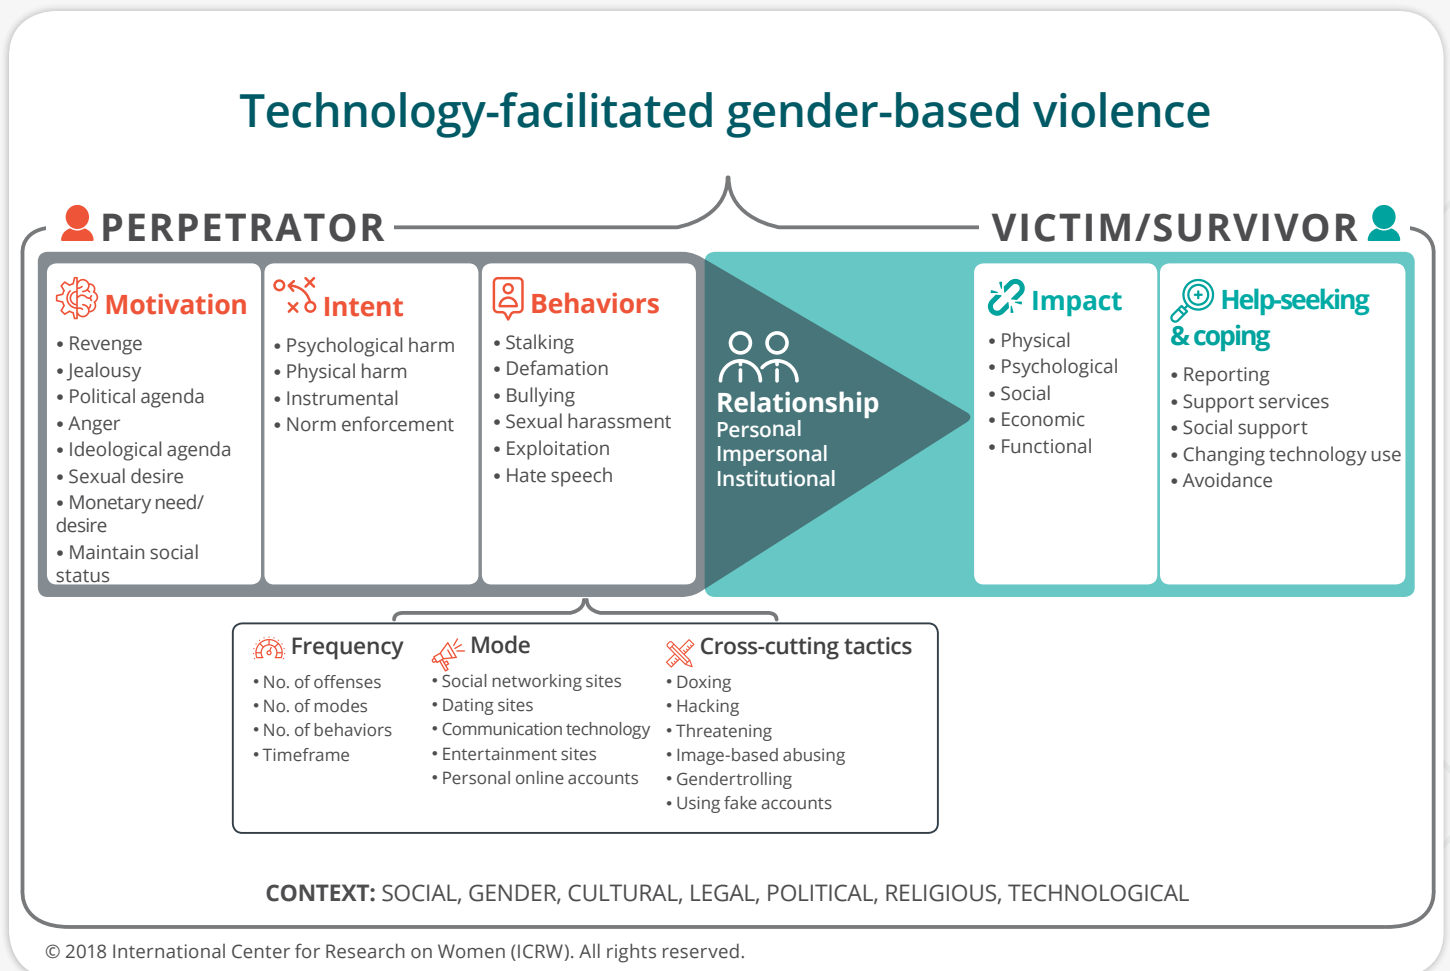 Technology-facilitated gender-based violence
PERPETRATOR
VICTIM/SURVIVOR
Motivation
• Revenge
• Jealousy
• Political agenda
• Anger
• Ideological agenda
• Sexual desire
• Monetary need/
desire
• Maintain social
status
Intent
• Psychological harm
• Physical harm
• Instrumental
• Norm enforcement
Behaviors
• Stalking
• Defamation
• Bullying
• Sexual harassment
• Exploitation
• Hate speech
Relationship
Personal
Impersonal
Institutional
Impact
• Physical
• Psychological
• Social
• Economic
• Functional
Help-seeking
& coping
• Reporting
• Support services
• Social support
• Changing technology use
• Avoidance
Frequency
• No. of offenses
• No. of modes
• No. of behaviors
• Timeframe
Mode
• Social networking sites
• Dating sites
• Communication technology
• Entertainment sites
• Personal online accounts
Cross-cutting tactics
• Doxing
• Hacking
• Threatening
• Image-based abusing
• Gendertrolling
• Using fake accounts
CONTEXT: SOCIAL, GENDER, CULTURAL, LEGAL, POLITICAL, RELIGIOUS, TECHNOLOGICAL
© 2018 International Center for Research on Women (ICRW). All rights reserved.